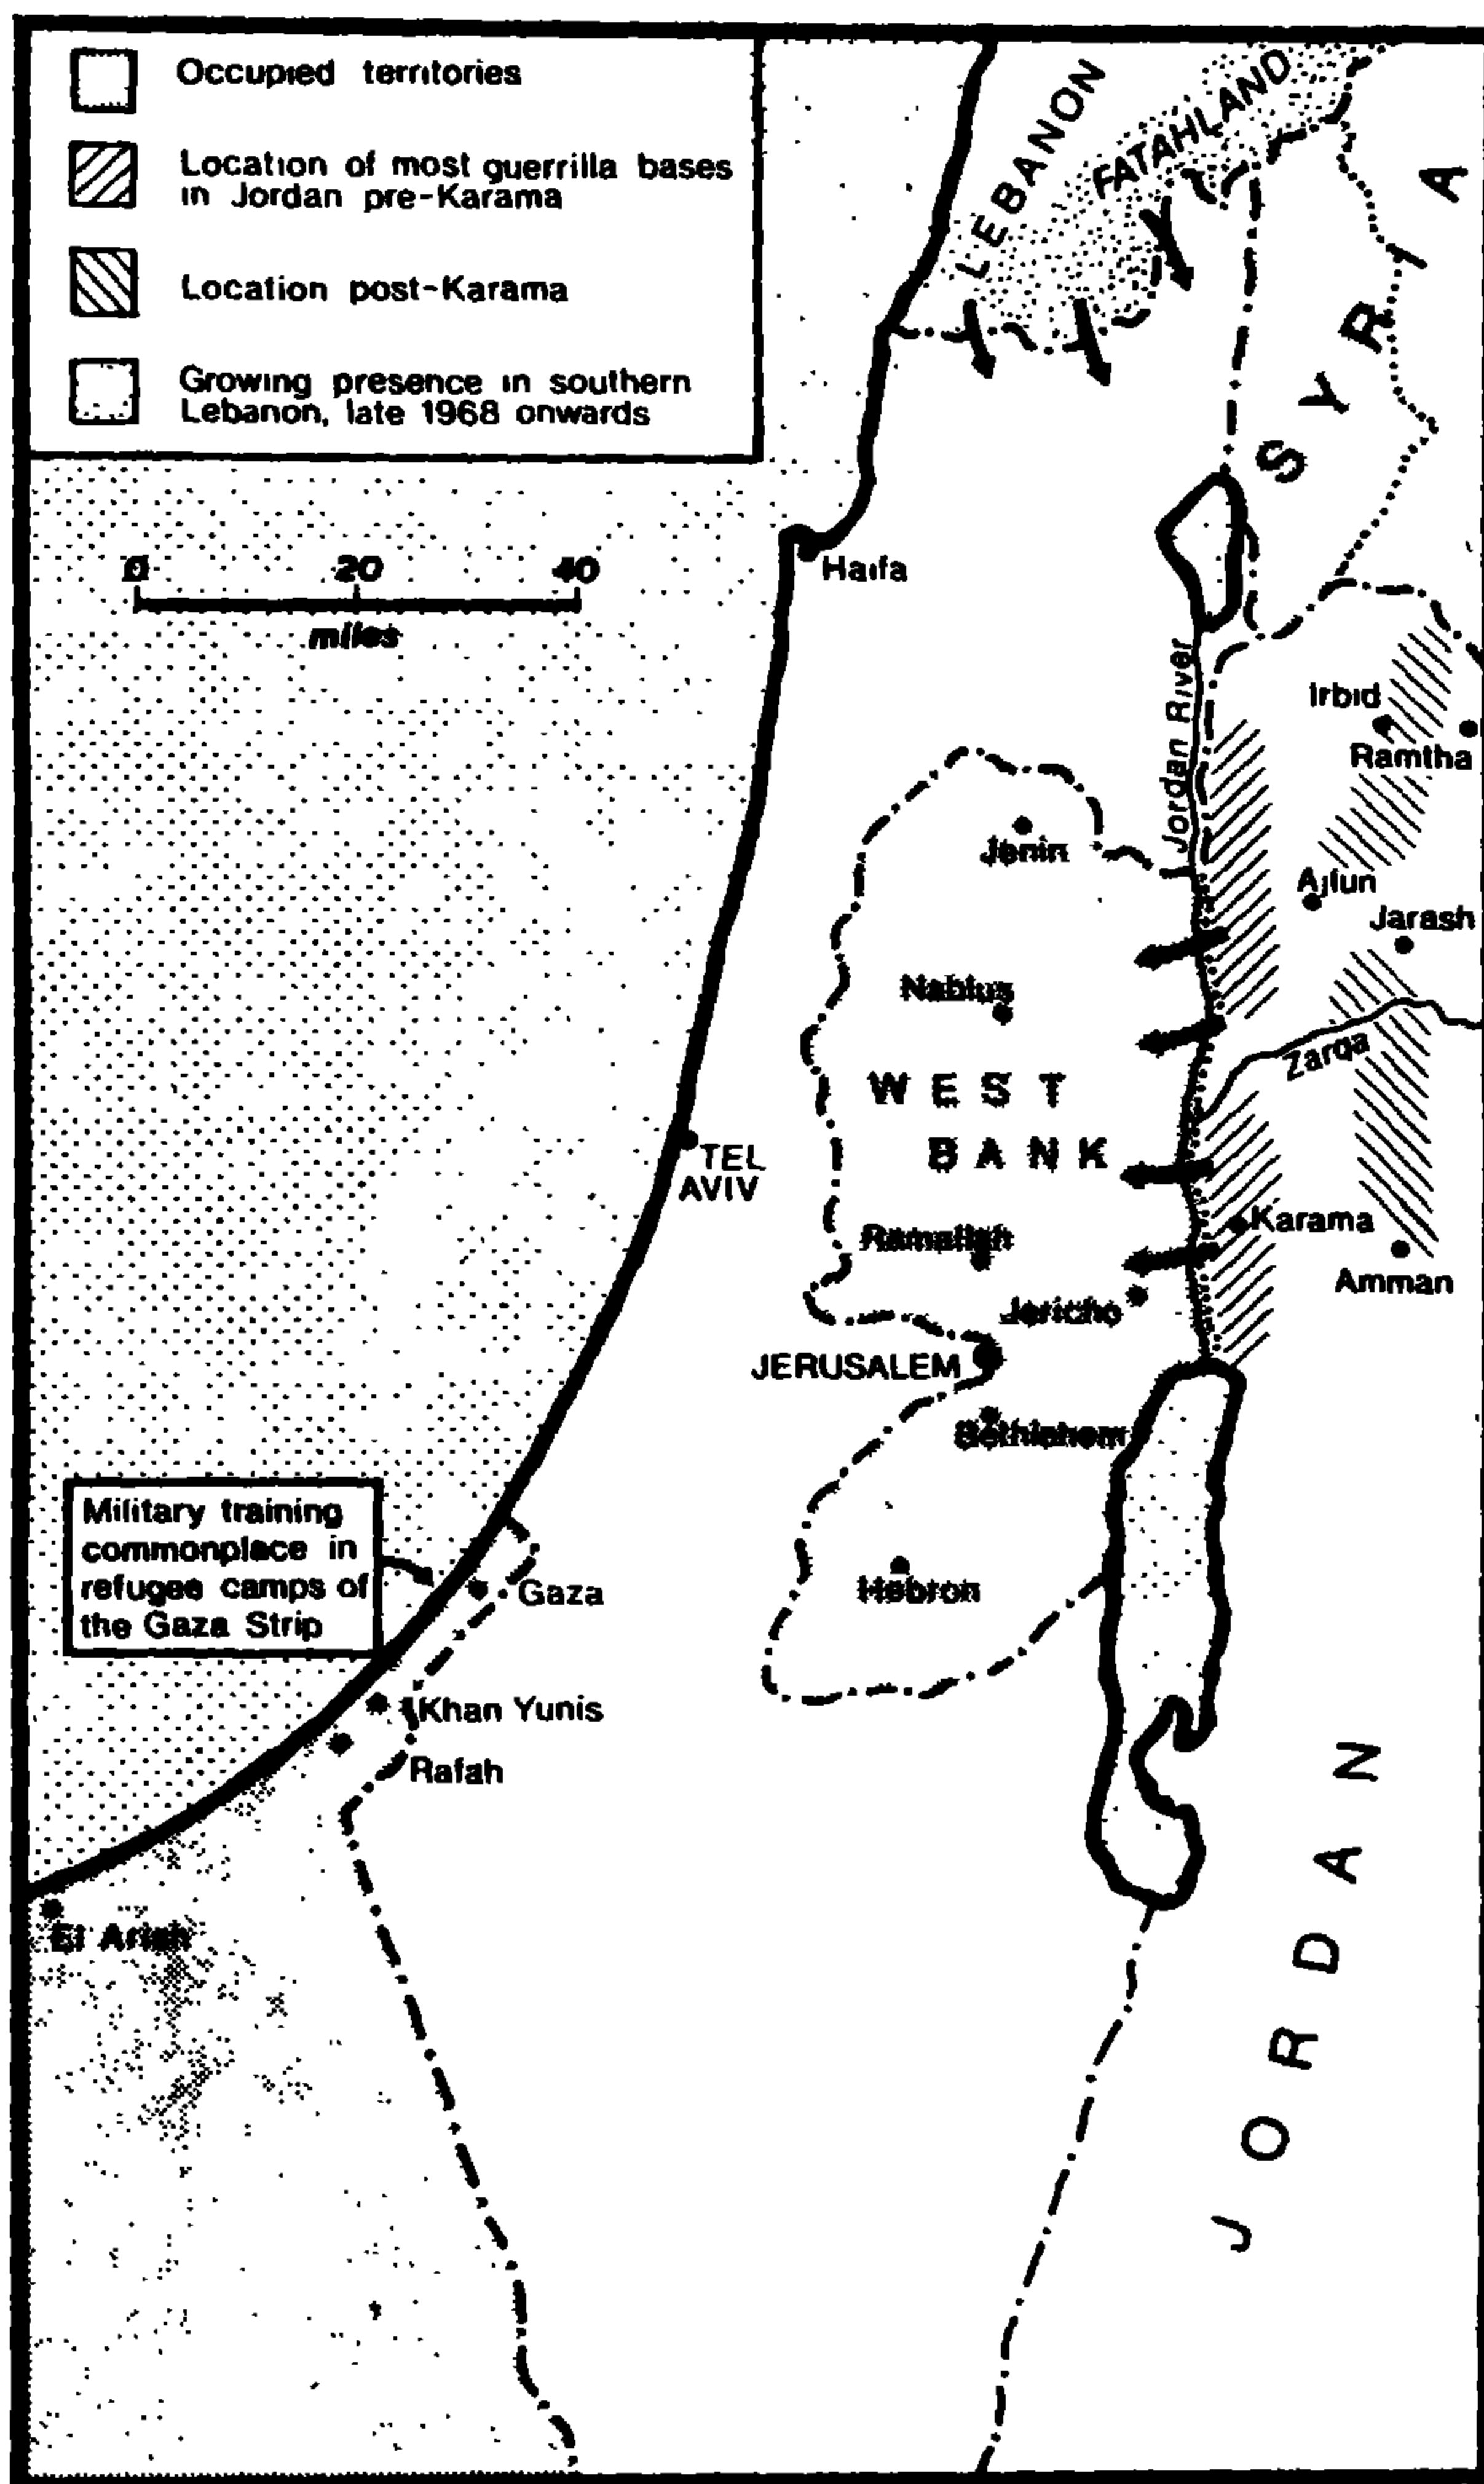 Occupied territories
Location of most guerrilla bases
in Jordan pre-Karama
Location post-Karama
Growing presence in southern
Lebanon, late 1968 onwards
0 20 40
miles
LEBANON
FATAHLAND
SYRIA
Haifa
Jordan River
Irbid
Ramtha
Jenin
Ajlun
Jarash
Nablus
Zarqa
WEST
BANK
TEL
AVIV
Ramallah
Karama
Amman
Jericho
JERUSALEM
Bethlehem
Military training
commonplace in
refugee camps of
the Gaza Strip
Gaza
Hebron
Khan Yunis
Rafah
El Arish
JORDAN